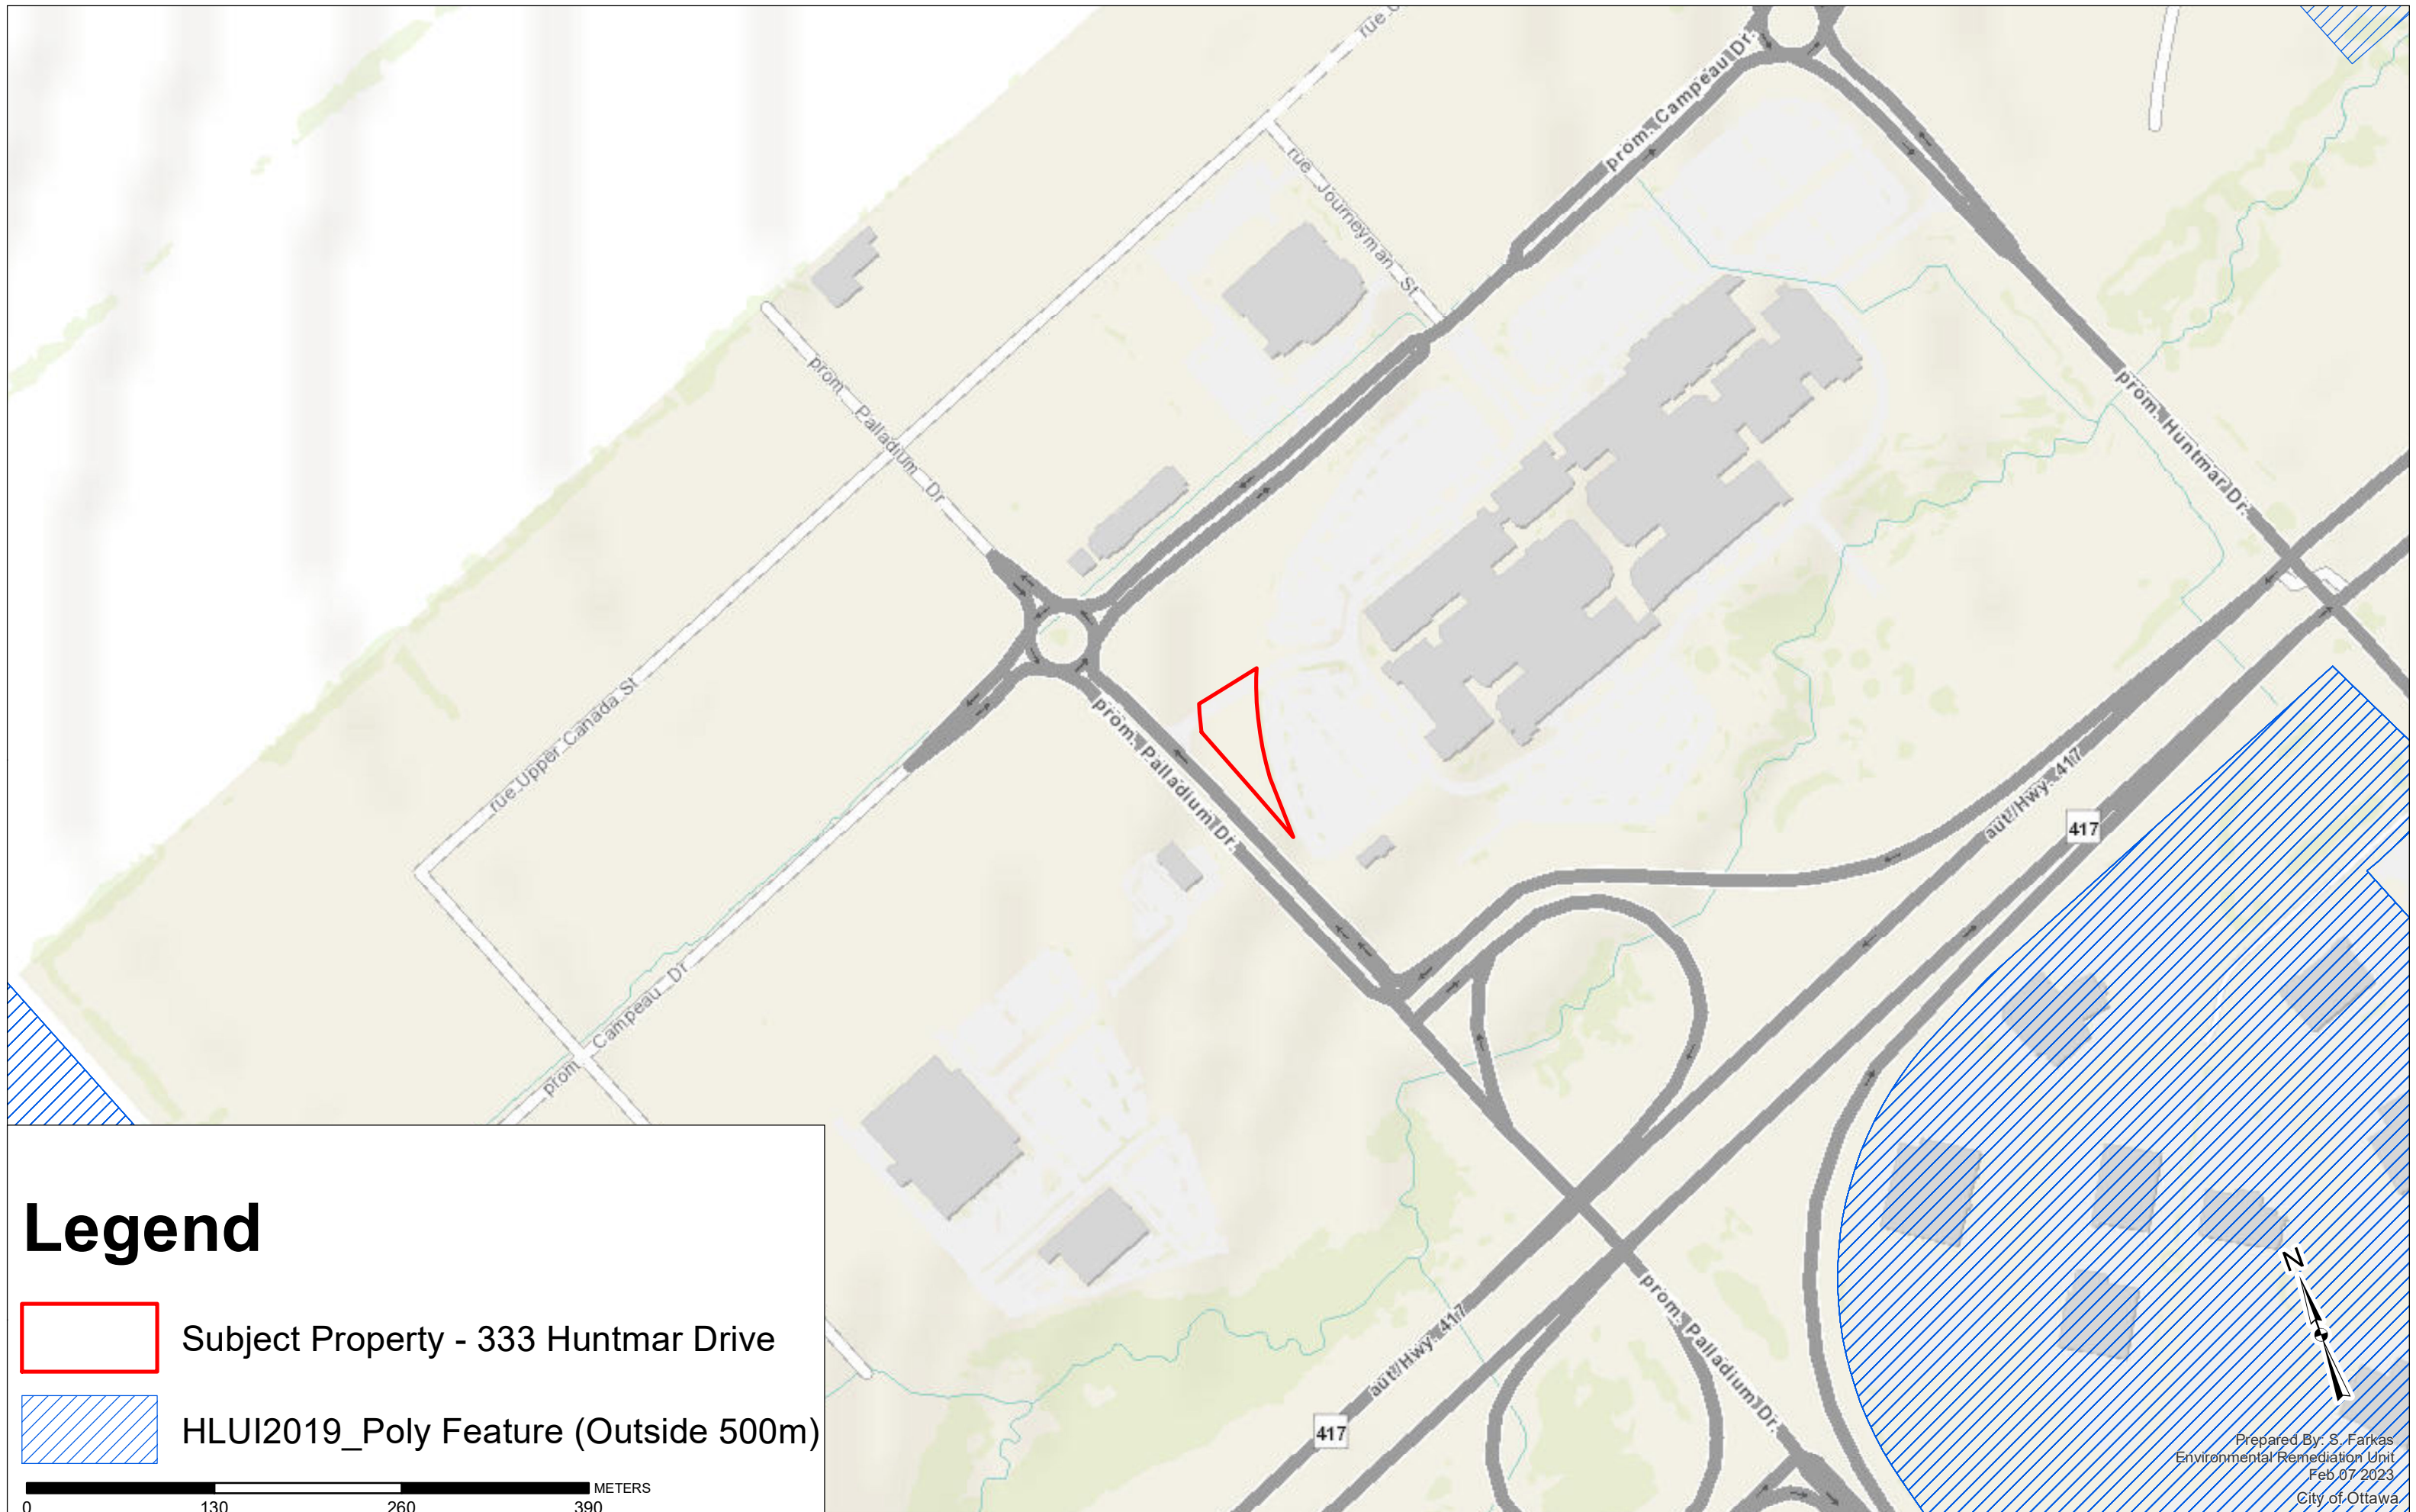 rue
prom. Campeau Dr.
rue Journeyman St
prom. Palladium Dr
prom. Huntmar Dr.
rue Upper Canada St
prom. Palladium Dr.
aut/Hwy. 417
417
prom Campeau Dr
Legend
Subject Property - 333 Huntmar Drive
HLUI2019_Poly Feature (Outside 500m)
METERS
0 130 260 390
aut/Hwy. 417
417
prom. Palladium Dr.
N
Prepared By: S. Farkas
Environmental Remediation Unit
Feb 07 2023
City of Ottawa